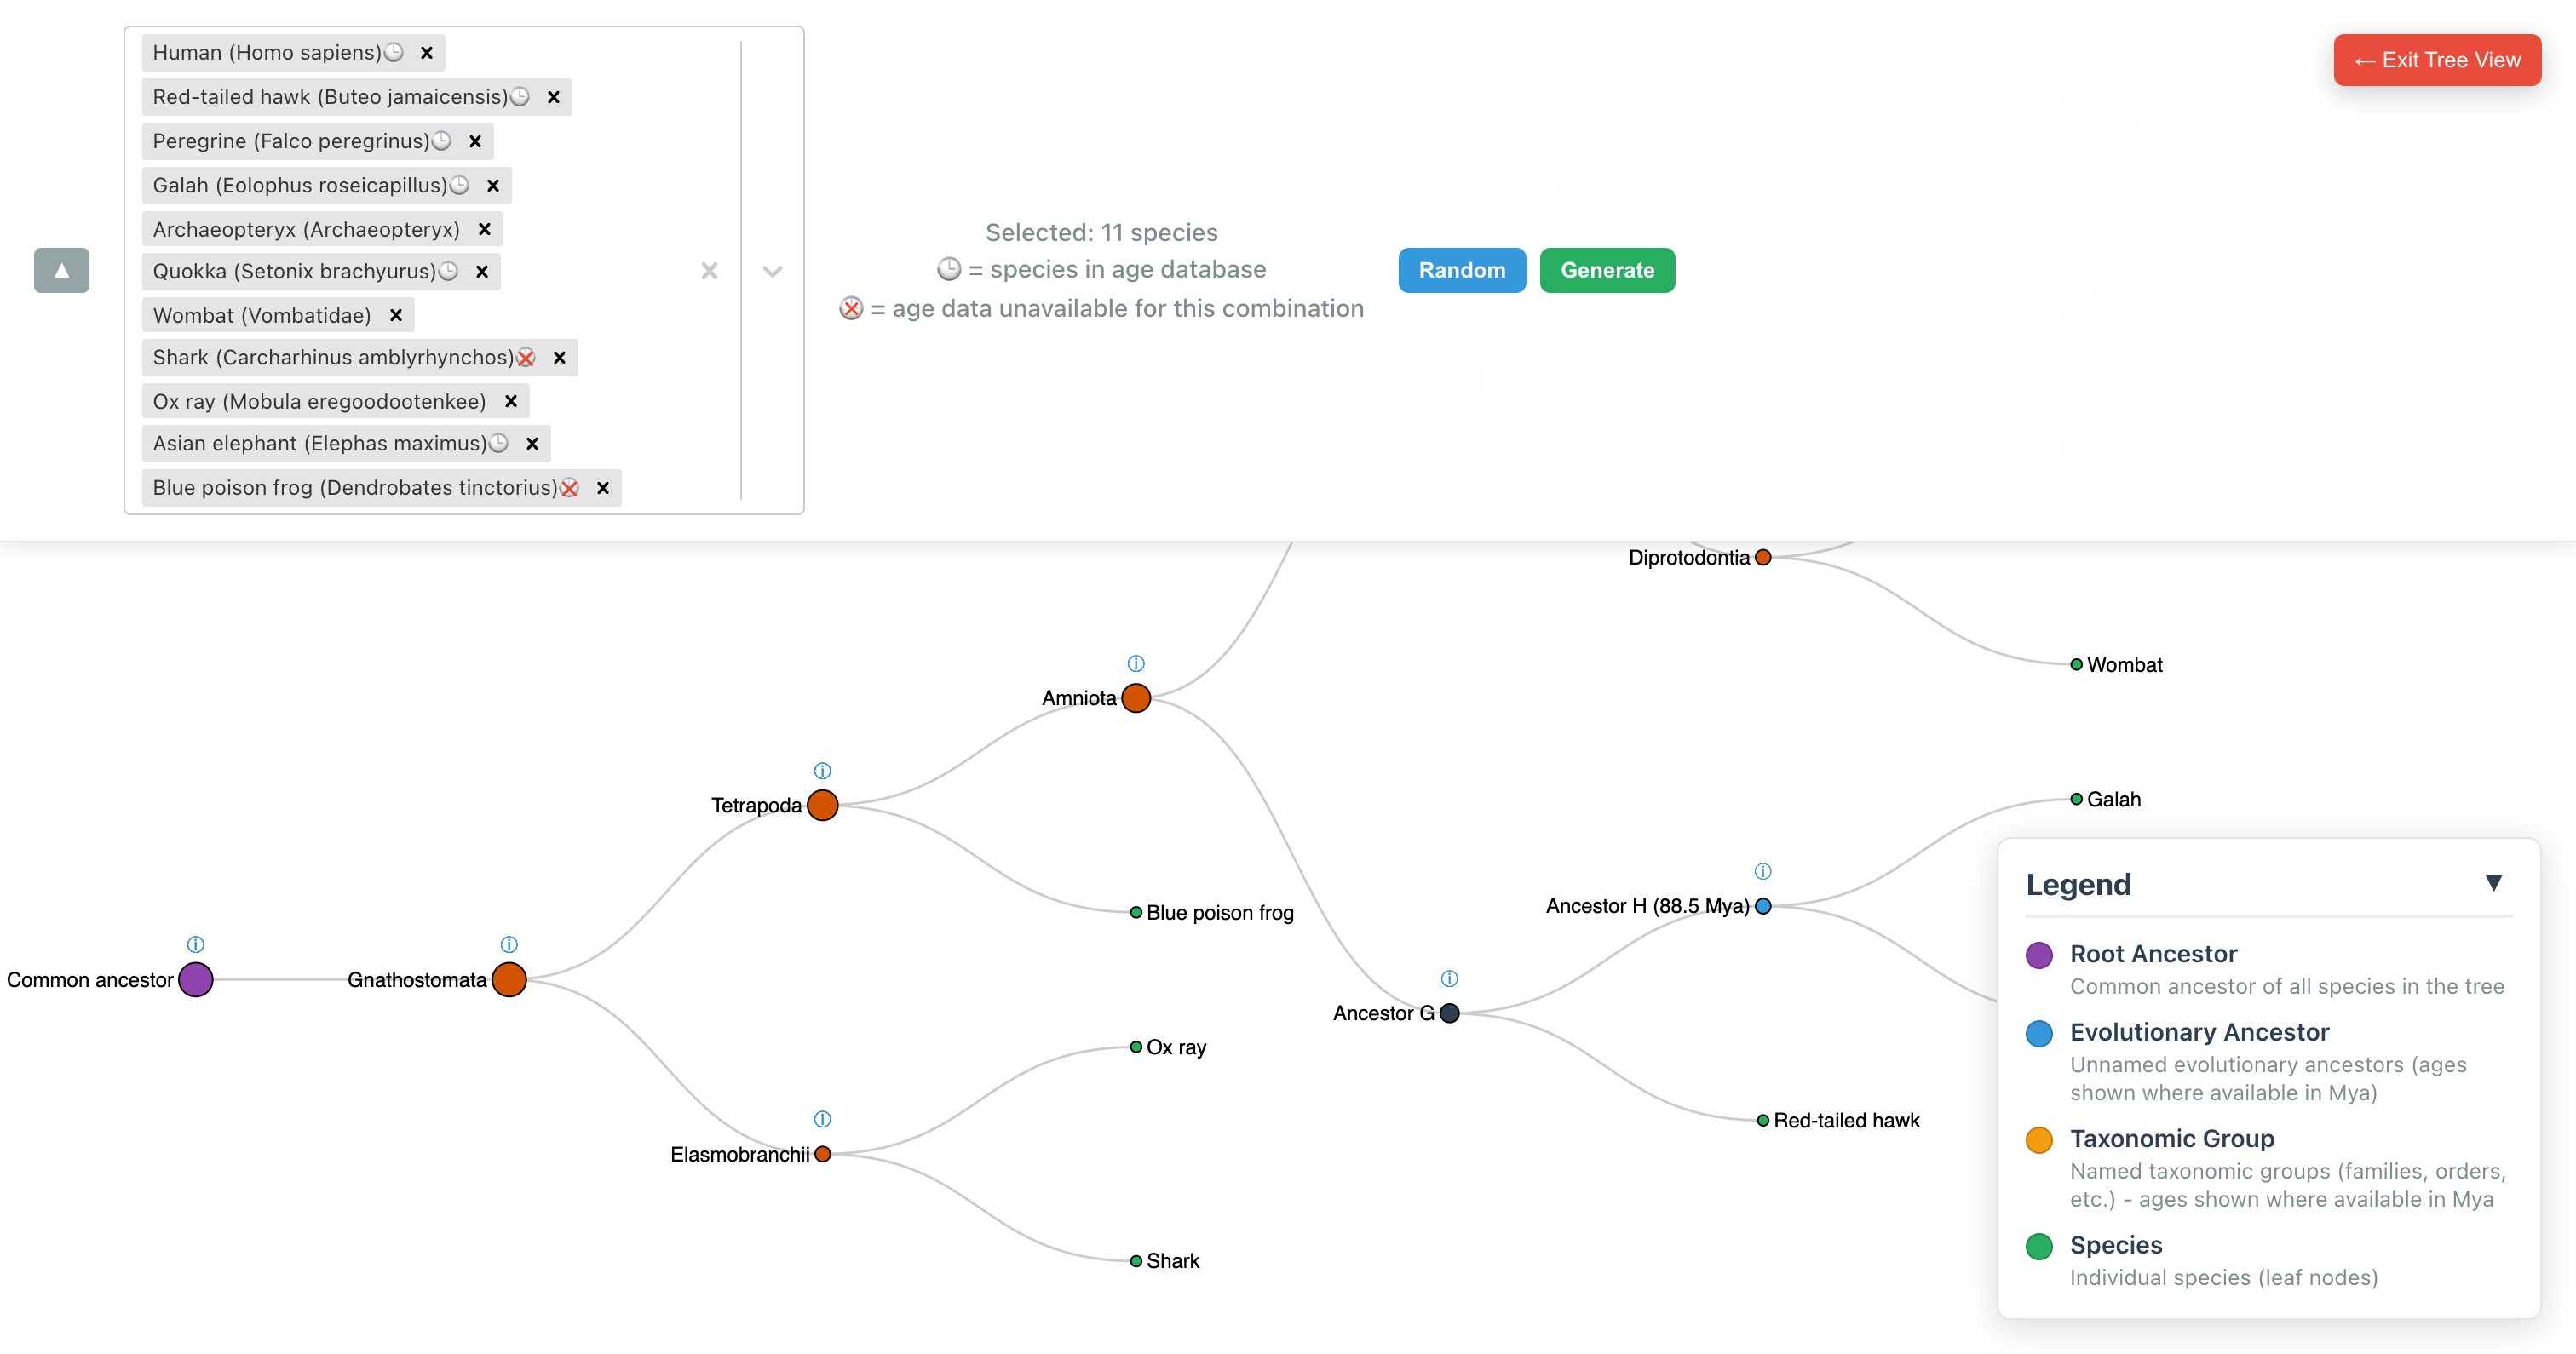 Human (Homo sapiens)
Red-tailed hawk (Buteo jamaicensis)
Peregrine (Falco peregrinus)
Galah (Eolophus roseicapillus)
Archaeopteryx (Archaeopteryx)
Quokka (Setonix brachyurus)
Wombat (Vombatidae)
Shark (Carcharhinus amblyrhynchos)
Ox ray (Mobula eregoodootenkee)
Asian elephant (Elephas maximus)
Blue poison frog (Dendrobates tinctorius)
Selected: 11 species
= species in age database
= age data unavailable for this combination
Random
Generate
← Exit Tree View
Diprotodontia
Wombat
Amniota
Tetrapoda
Galah
Ancestor H (88.5 Mya)
Blue poison frog
Common ancestor
Gnathostomata
Ancestor G
Ox ray
Red-tailed hawk
Elasmobranchii
Shark
Legend
Root Ancestor
Common ancestor of all species in the tree
Evolutionary Ancestor
Unnamed evolutionary ancestors (ages
shown where available in Mya)
Taxonomic Group
Named taxonomic groups (families, orders,
etc.) - ages shown where available in Mya
Species
Individual species (leaf nodes)